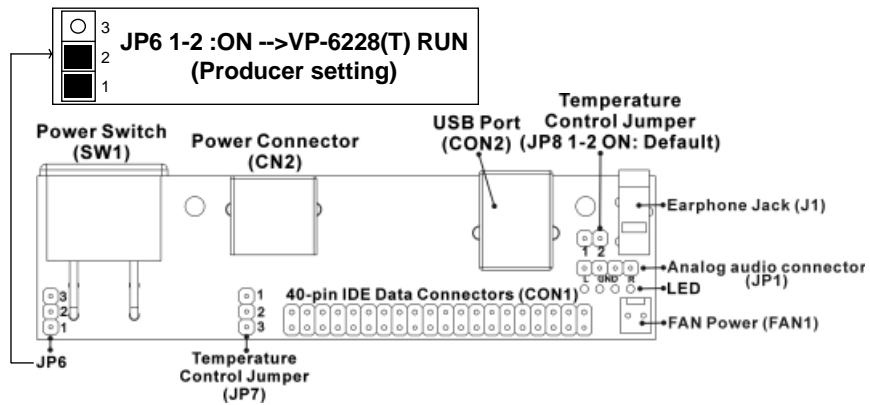 3
2
1
JP6 1-2 :ON -->VP-6228(T) RUN
(Producer setting)
Power Switch
(SW1)
Power Connector
(CN2)
USB Port
(CON2)
Temperature
Control Jumper
(JP8 1-2 ON: Default)
Earphone Jack (J1)
1 2
Analog audio connector
(JP1)
L GND R
LED
FAN Power (FAN1)
40-pin IDE Data Connectors (CON1)
3
2
1
1
2
3
JP6
Temperature
Control Jumper
(JP7)